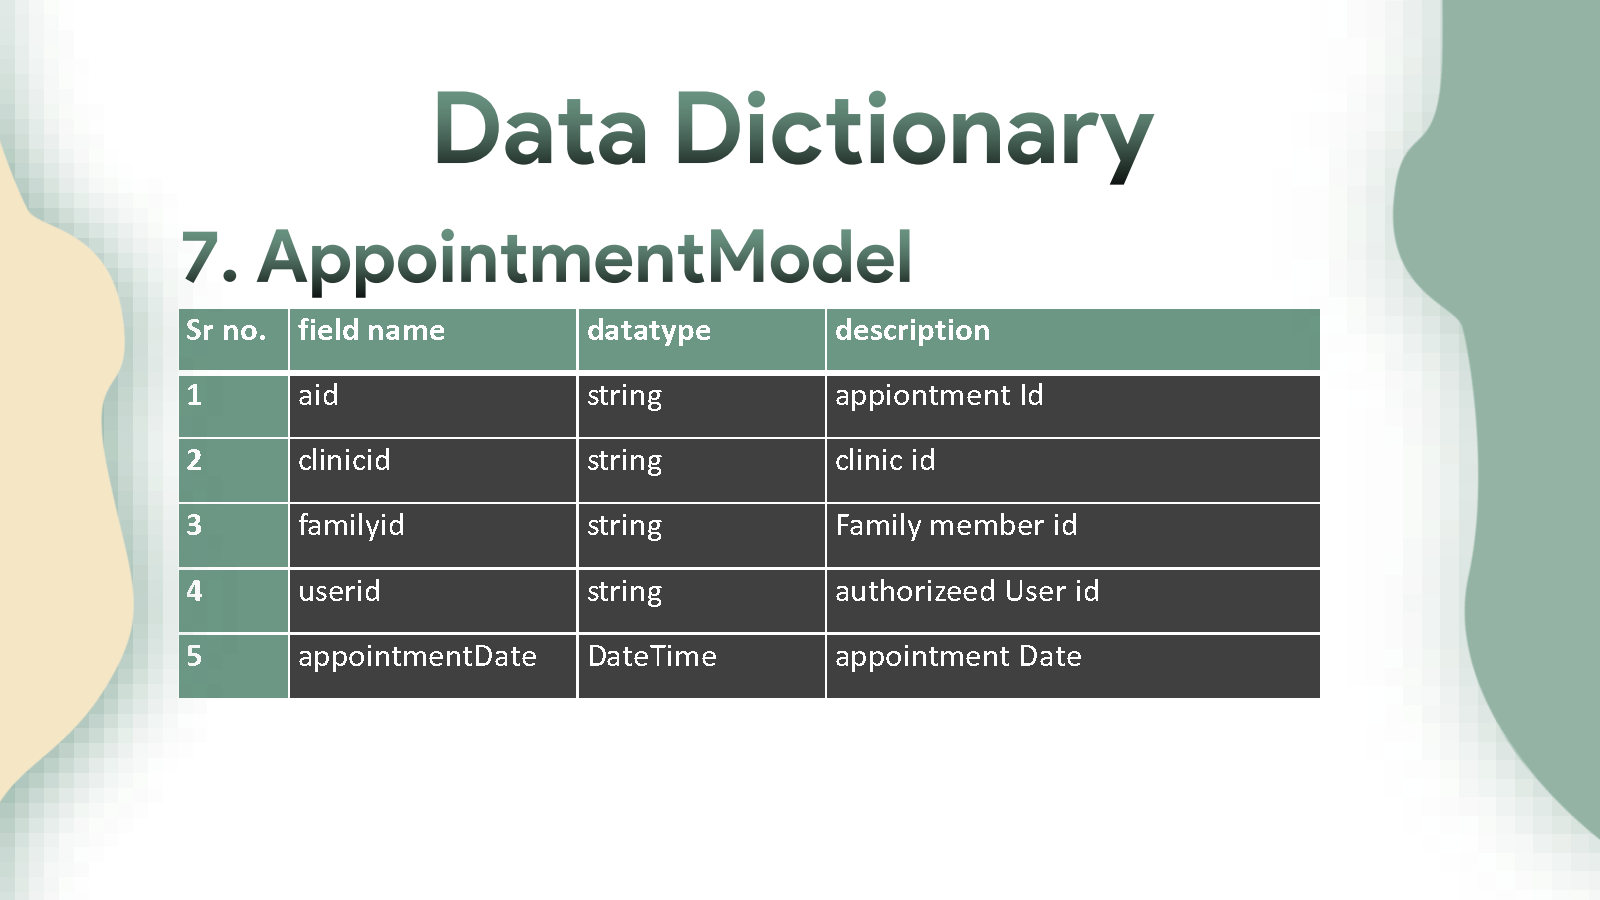 Data Dictionary
7. AppointmentModel
Sr no. field name datatype description
1 aid string appiontment Id
2 clinicid string clinic id
3 familyid string Family member id
4 userid string authorizeed User id
5 appointmentDate DateTime appointment Date